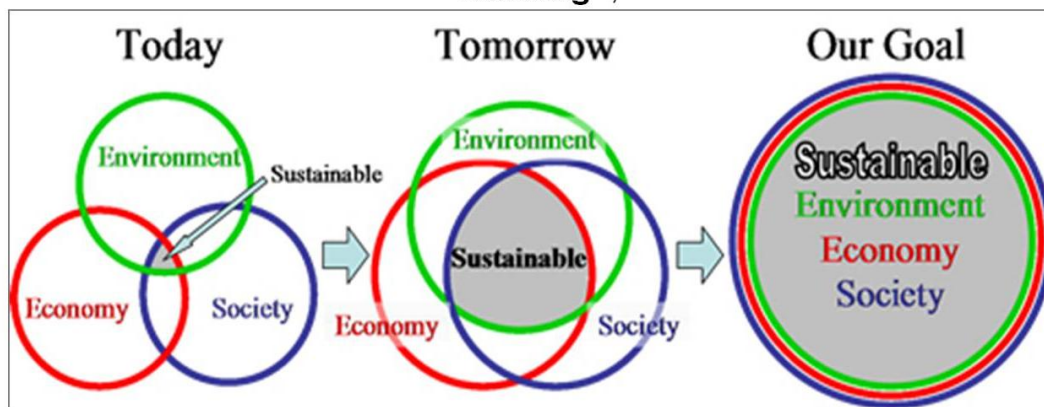 Today
Tomorrow
Our Goal
Environment
Sustainable
Economy
Society
Environment
Sustainable
Economy
Society
Sustainable
Environment
Economy
Society